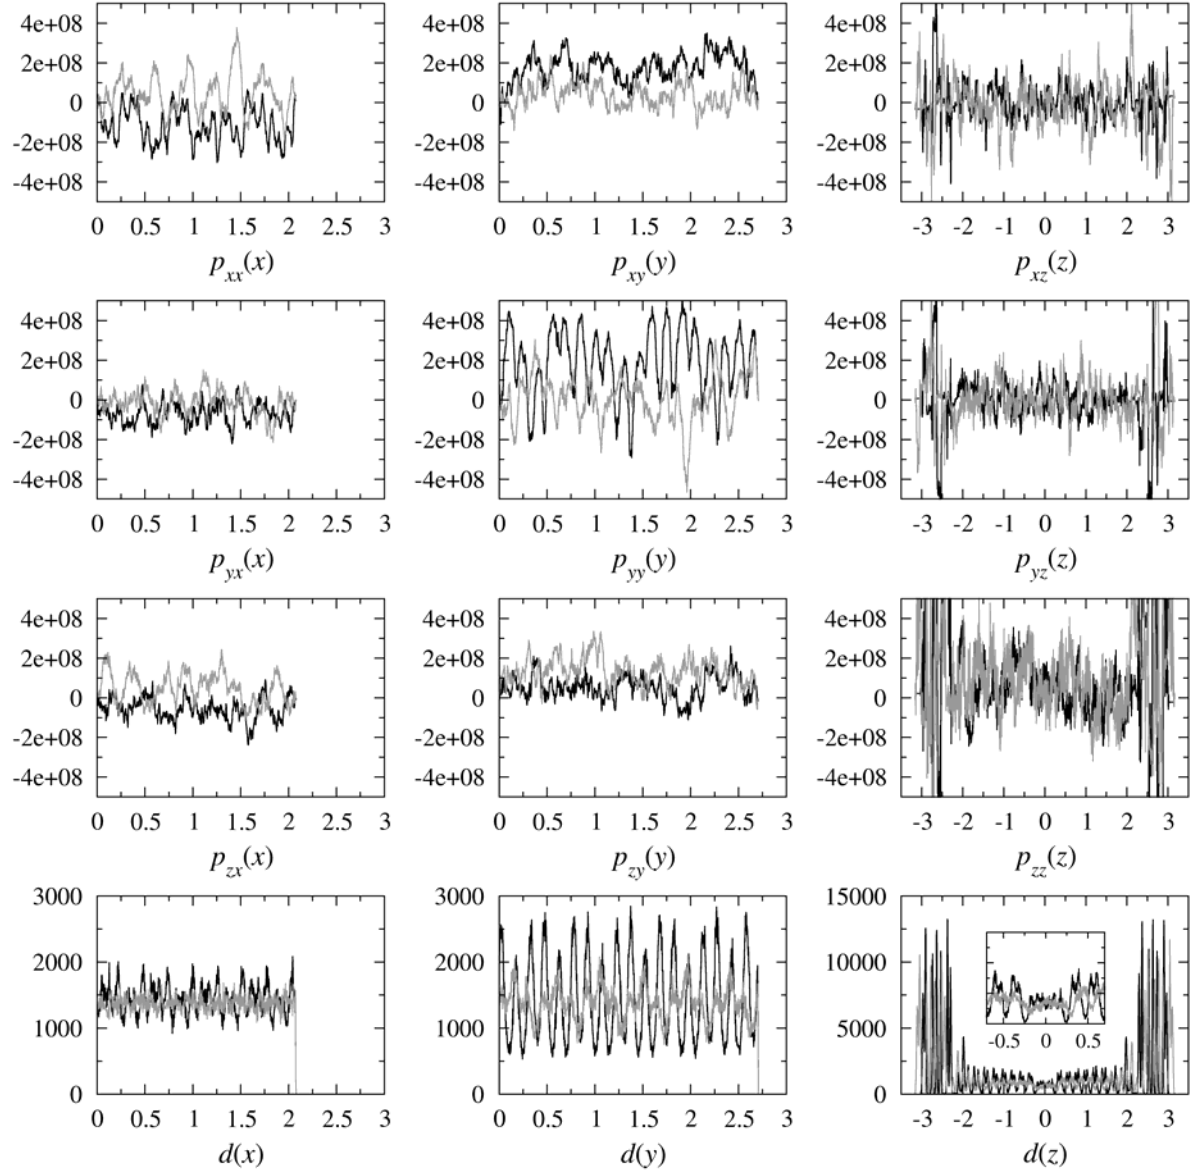 4e+08 4e+08 4e+08
2e+08 2e+08 2e+08
0 0 0
-2e+08 -2e+08 -2e+08
-4e+08 -4e+08 -4e+08
0 0.5 1 1.5 2 2.5 3 0 0.5 1 1.5 2 2.5 3 -3 -2 -1 0 1 2 3
p_xx(x) p_xy(y) p_xz(z)
4e+08 4e+08 4e+08
2e+08 2e+08 2e+08
0 0 0
-2e+08 -2e+08 -2e+08
-4e+08 -4e+08 -4e+08
0 0.5 1 1.5 2 2.5 3 0 0.5 1 1.5 2 2.5 3 -3 -2 -1 0 1 2 3
p_yx(x) p_yy(y) p_yz(z)
4e+08 4e+08 4e+08
2e+08 2e+08 2e+08
0 0 0
-2e+08 -2e+08 -2e+08
-4e+08 -4e+08 -4e+08
0 0.5 1 1.5 2 2.5 3 0 0.5 1 1.5 2 2.5 3 -3 -2 -1 0 1 2 3
p_zx(x) p_zy(y) p_zz(z)
3000 3000 15000
2000 2000 10000
1000 1000 5000
-0.5 0 0.5
0 0 0
0 0.5 1 1.5 2 2.5 3 0 0.5 1 1.5 2 2.5 3 -3 -2 -1 0 1 2 3
d(x) d(y) d(z)